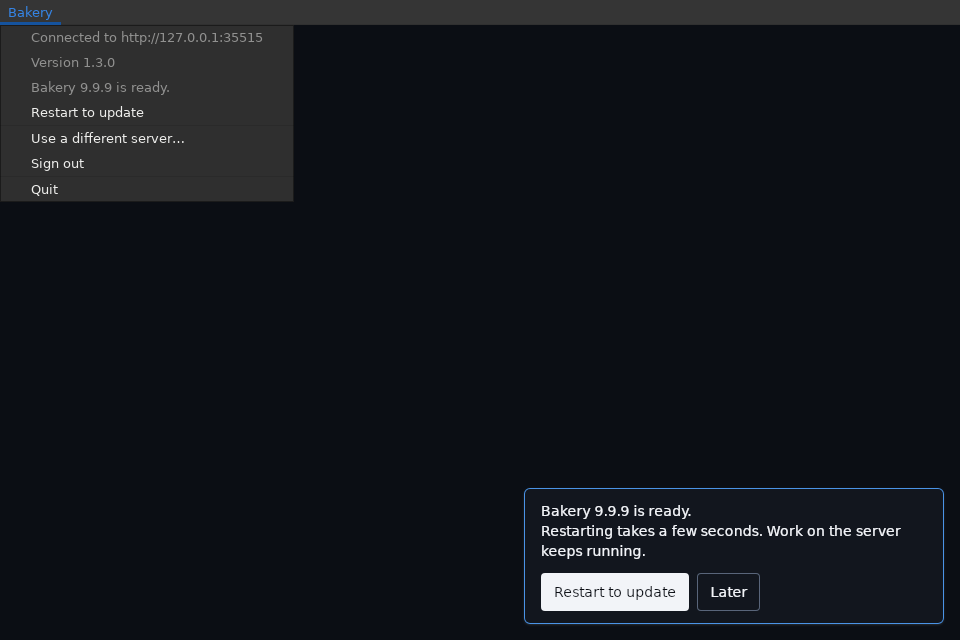 Bakery
Connected to http://127.0.0.1:35515
Version 1.3.0
Bakery 9.9.9 is ready.
Restart to update
Use a different server...
Sign out
Quit
Bakery 9.9.9 is ready.
Restarting takes a few seconds. Work on the server
keeps running.
Restart to update
Later